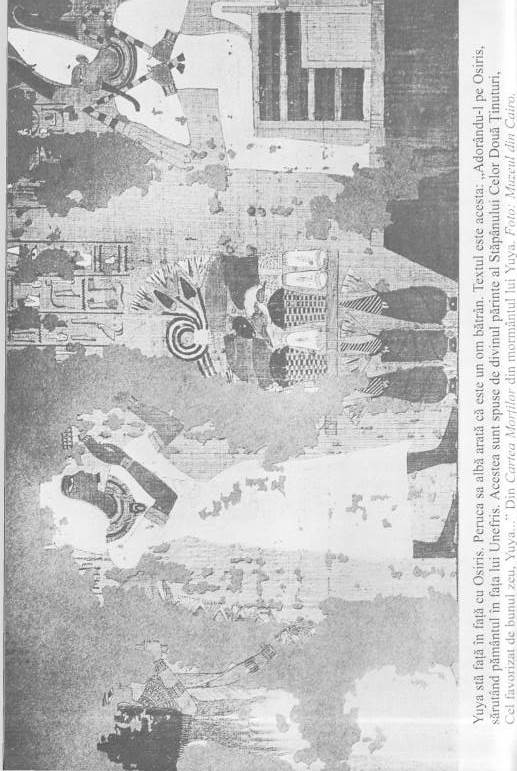 Yuya stă față în față cu Osiris. Peruca sa albă arată că este un om bătrân. Textul este acesta: „Adorându-l pe Osiris,
sărutând pământul în fața lui Unefris. Acestea sunt spuse de divinul părinte al Stăpânului Celor Două Ținuturi,
Cel favorizat de bunul zeu, Yuya..." Din Cartea Morților din mormântul lui Yuya. Foto: Muzeul din Cairo.